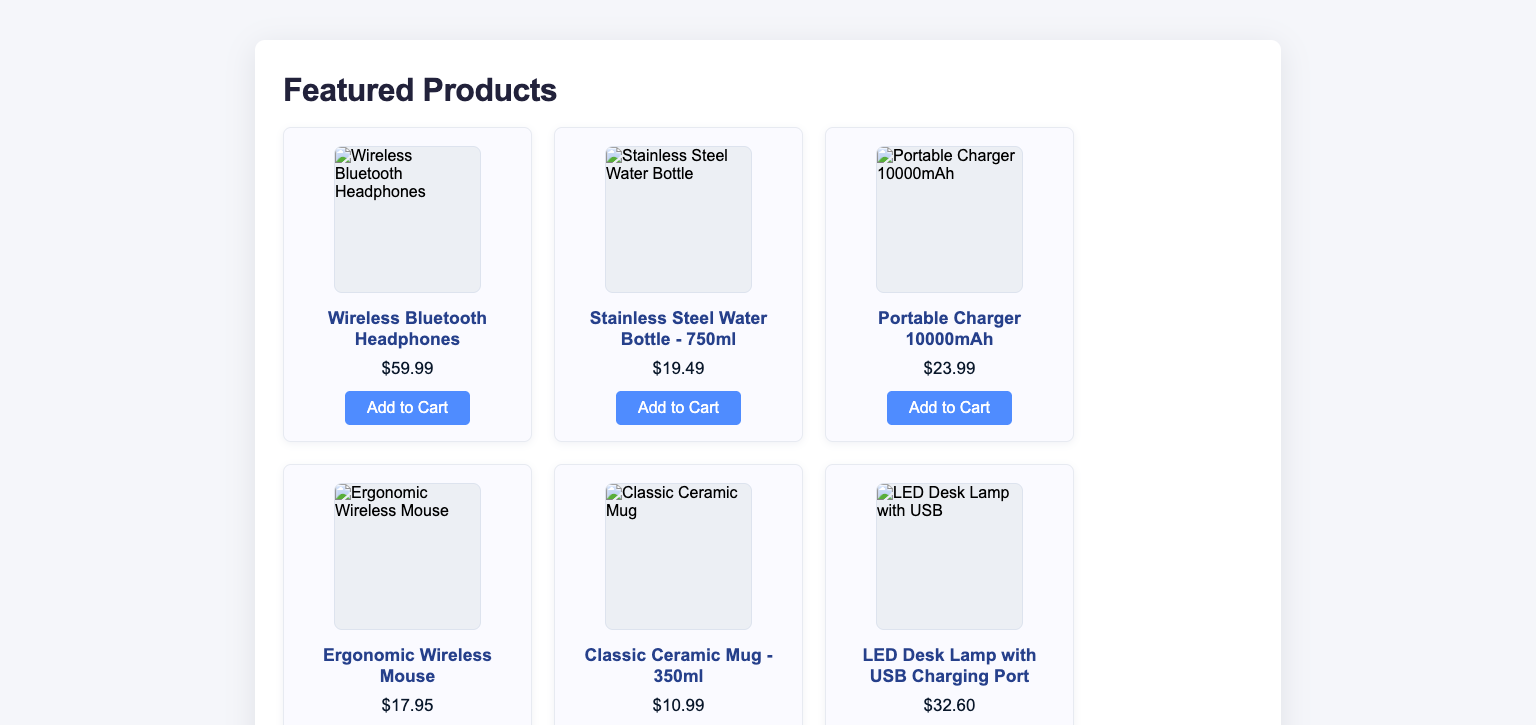 Featured Products
Wireless
Bluetooth
Headphones
Wireless Bluetooth
Headphones
$59.99
Add to Cart
Stainless Steel
Water Bottle
Stainless Steel Water
Bottle - 750ml
$19.49
Add to Cart
Portable Charger
10000mAh
Portable Charger
10000mAh
$23.99
Add to Cart
Ergonomic
Wireless Mouse
Ergonomic Wireless
Mouse
$17.95
Classic Ceramic
Mug
Classic Ceramic Mug -
350ml
$10.99
LED Desk Lamp
with USB
LED Desk Lamp with
USB Charging Port
$32.60